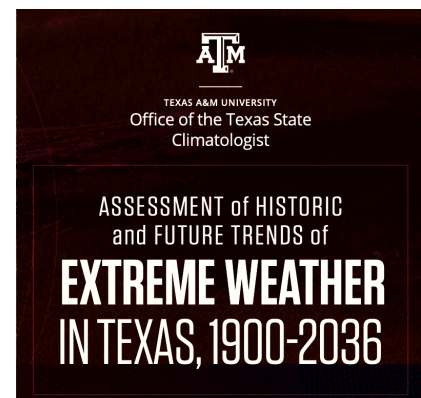 ATM
TEXAS A&M UNIVERSITY
Office of the Texas State
Climatologist
ASSESSMENT of HISTORIC
and FUTURE TRENDS of
EXTREME WEATHER
IN TEXAS, 1900-2036